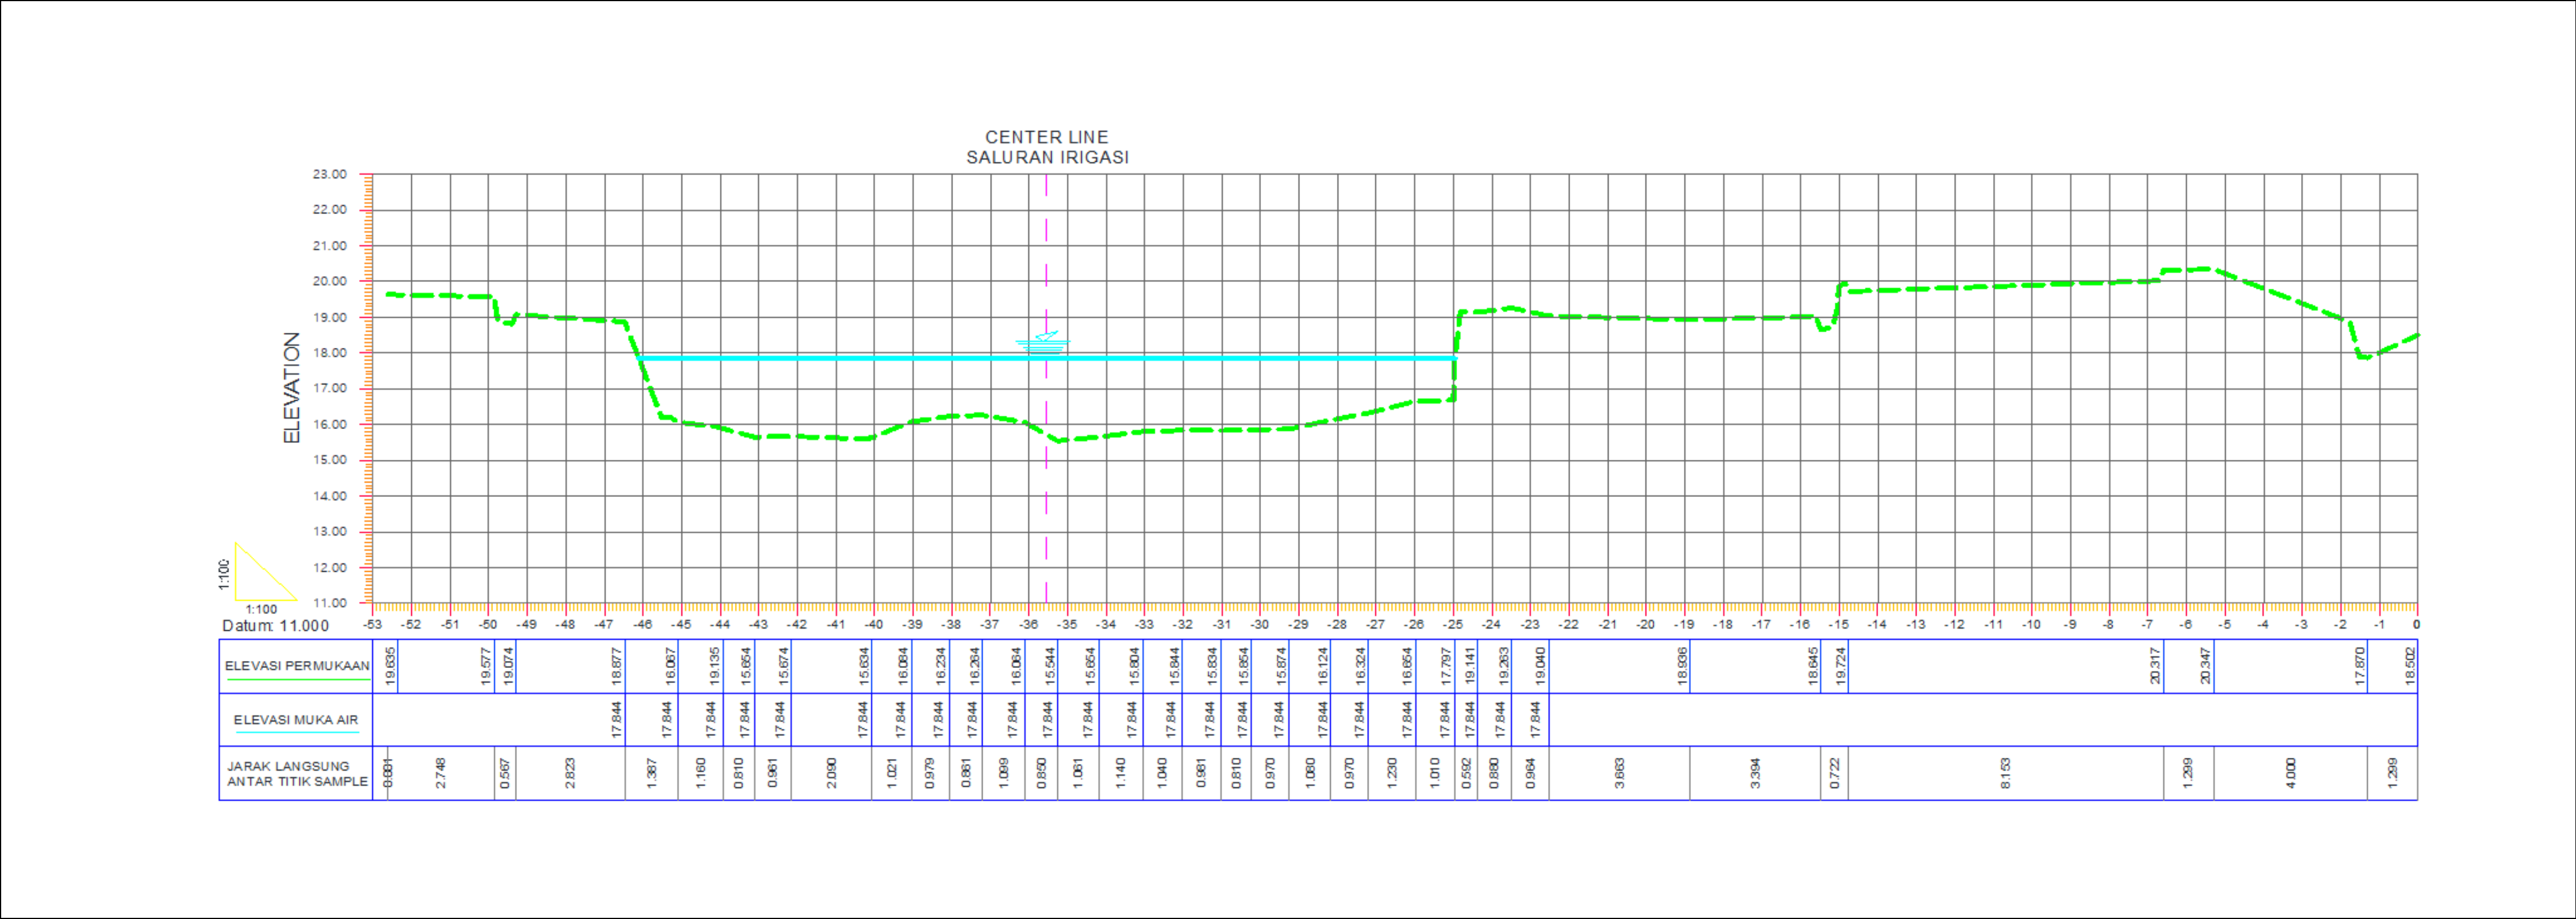 CENTER LINE
SALURAN IRIGASI
23.00
22.00
21.00
20.00
19.00
18.00
17.00
16.00
15.00
14.00
13.00
12.00
11.00
ELEVATION
1:100
1:100
Datum: 11.000
-53 -52 -51 -50 -49 -48 -47 -46 -45 -44 -43 -42 -41 -40 -39 -38 -37 -36 -35 -34 -33 -32 -31 -30 -29 -28 -27 -26 -25 -24 -23 -22 -21 -20 -19 -18 -17 -16 -15 -14 -13 -12 -11 -10 -9 -8 -7 -6 -5 -4 -3 -2 -1 0
ELEVASI PERMUKAAN 19.635 19.577 19.074 18.877 16.067 19.135 15.654 15.674 15.634 16.084 16.234 16.264 16.064 15.544 15.654 15.804 15.844 15.834 15.854 15.874 16.124 16.324 16.654 17.797 19.141 19.263 19.040 18.936 18.645 19.724 20.317 20.347 17.870 18.502
ELEVASI MUKA AIR 17.844 17.844 17.844 17.844 17.844 17.844 17.844 17.844 17.844 17.844 17.844 17.844 17.844 17.844 17.844 17.844 17.844 17.844 17.844 17.844 17.844 17.844 17.844 17.844
JARAK LANGSUNG
ANTAR TITIK SAMPLE
2.748 0.567 2.823 1.387 1.160 0.810 0.961 2.090 1.021 0.979 0.861 1.099 0.850 1.061 1.140 1.040 0.981 0.810 0.970 1.080 0.970 1.230 1.010 0.592 0.880 0.964 3.663 3.394 0.722 8.153 1.299 4.000 1.299